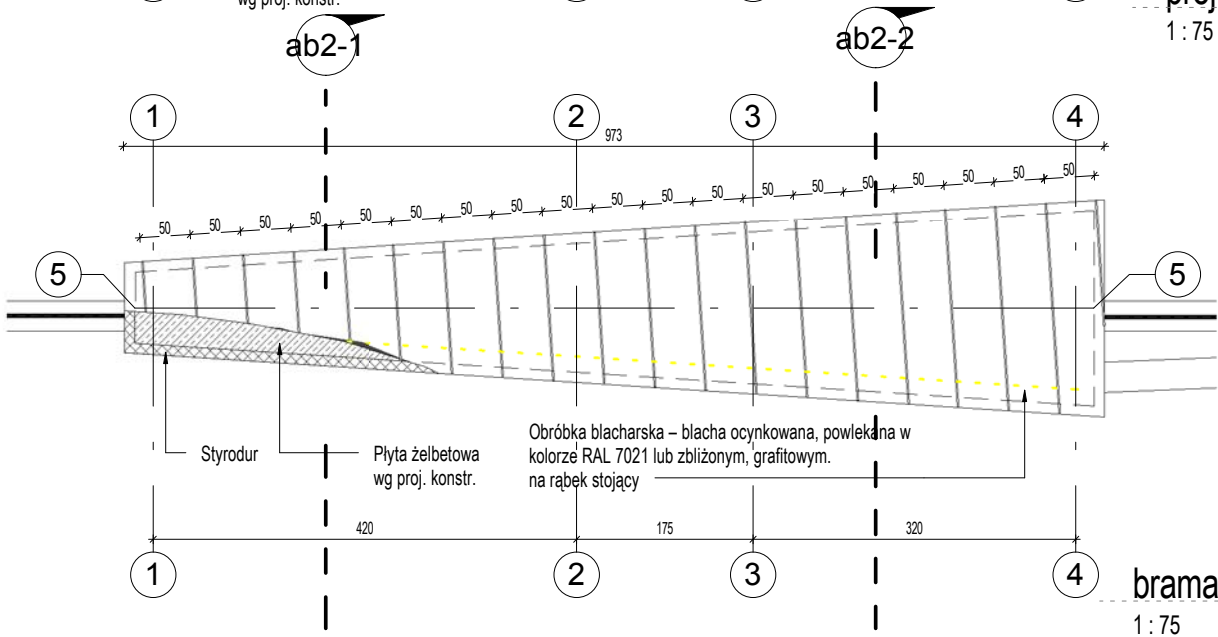 wg proj. konstr.
proj
1 : 75
ab2-1
ab2-2
1
2
3
4
973
50 50 50 50 50 50 50 50 50 50 50 50 50 50 50 50 50 50 50
5
5
Styrodur
Płyta żelbetowa
wg proj. konstr.
Obróbka blacharska – blacha ocynkowana, powlekana w
kolorze RAL 7021 lub zbliżonym, grafitowym.
na rąbek stojący
420
175
320
1
2
3
4
brama
1 : 75